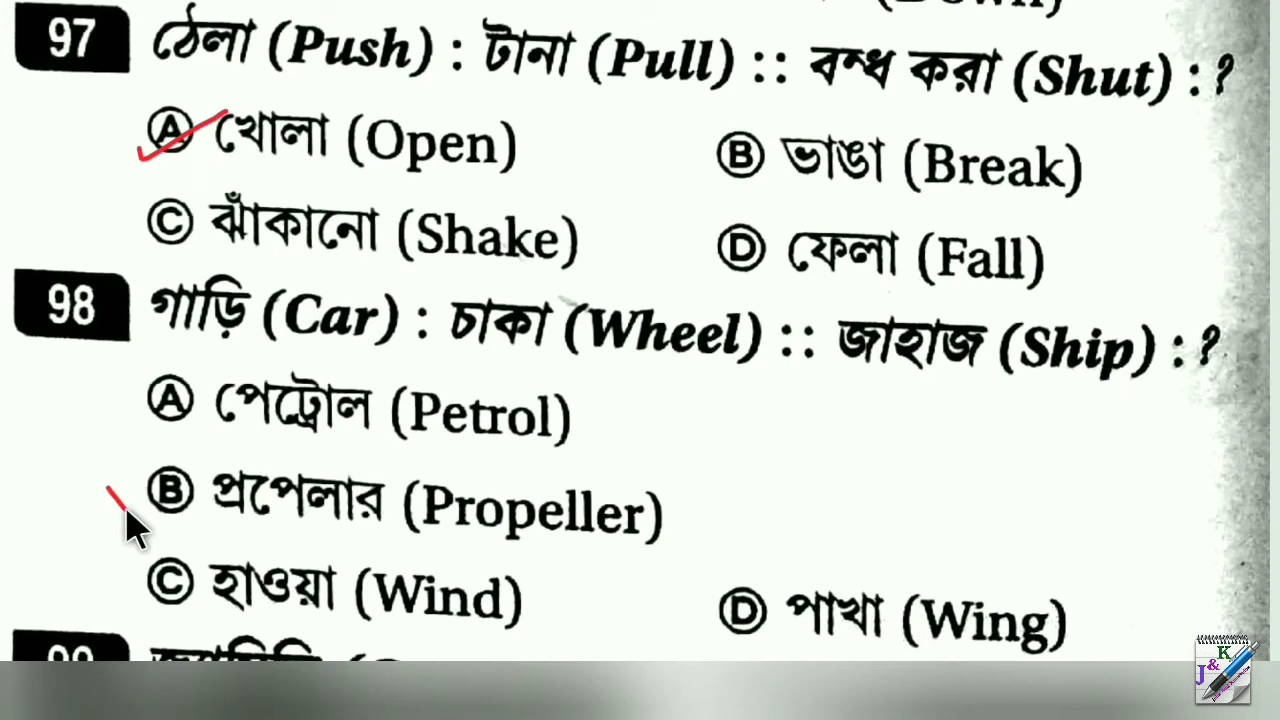 97 ঠেলা (Push) : টানা (Pull) :: বন্ধ করা (Shut) : ?
Ⓐ খোলা (Open) Ⓑ ভাঙা (Break)
Ⓒ ঝাঁকানো (Shake) Ⓓ ফেলা (Fall)
98 গাড়ি (Car) : চাকা (Wheel) :: জাহাজ (Ship) : ?
Ⓐ পেট্রোল (Petrol)
Ⓑ প্রপেলার (Propeller)
Ⓒ হাওয়া (Wind) Ⓓ পাখা (Wing)
J&K